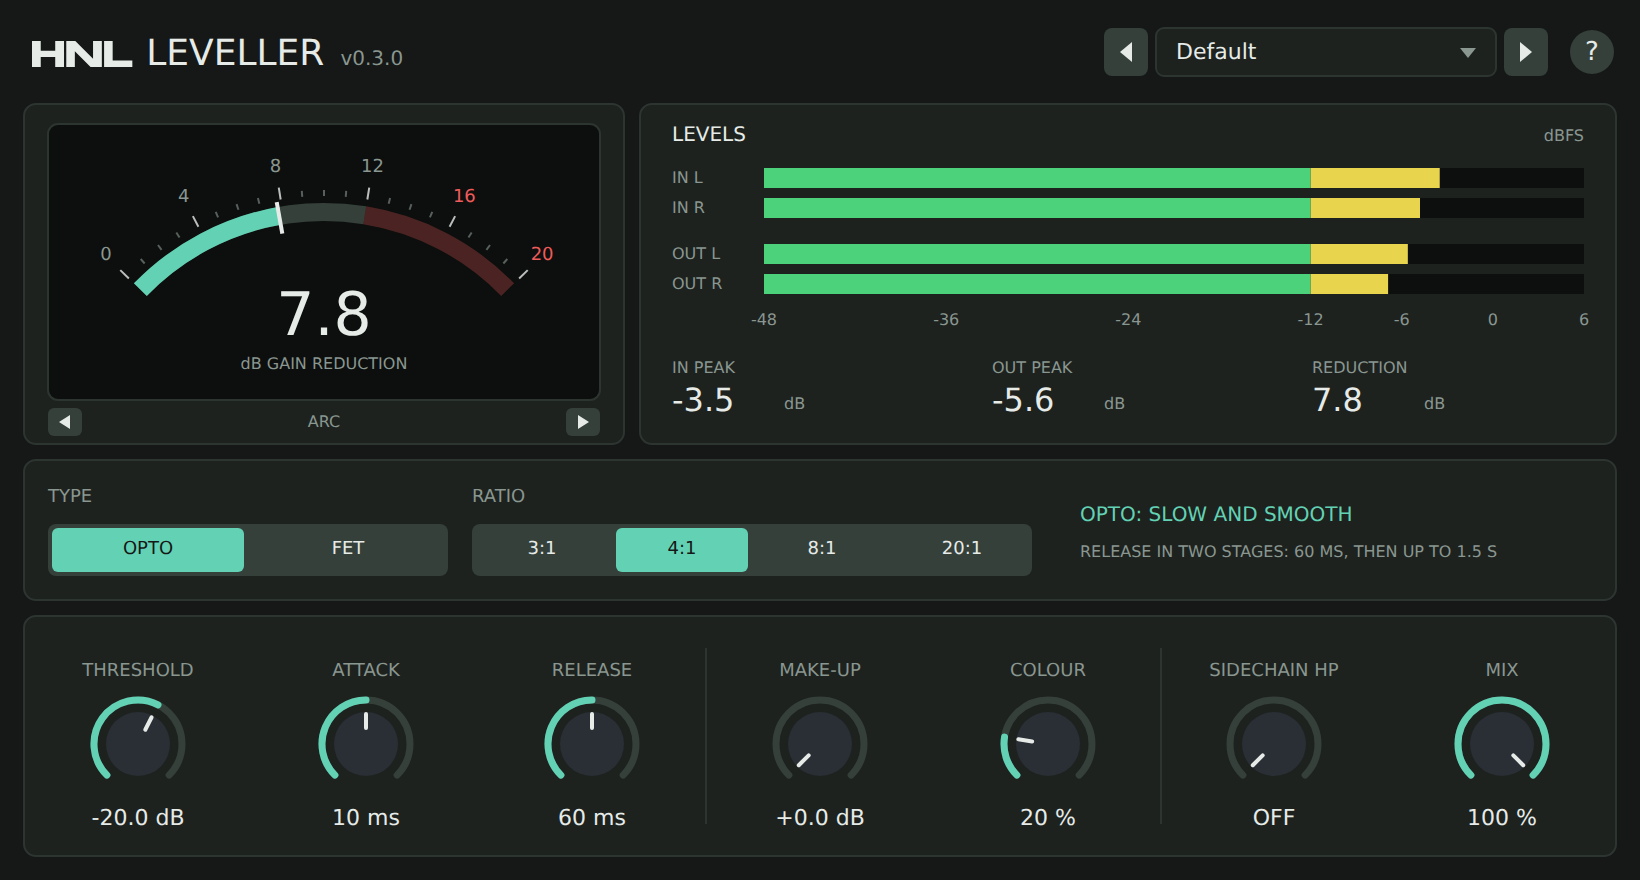 HNL LEVELLER v0.3.0
Default
?
0 4 8 12 16 20
7.8
dB GAIN REDUCTION
ARC
LEVELS dBFS
IN L
IN R
OUT L
OUT R
-48 -36 -24 -12 -6 0 6
IN PEAK OUT PEAK REDUCTION
-3.5 dB -5.6 dB 7.8 dB
TYPE RATIO
OPTO FET 3:1 4:1 8:1 20:1
OPTO: SLOW AND SMOOTH
RELEASE IN TWO STAGES: 60 MS, THEN UP TO 1.5 S
THRESHOLD ATTACK RELEASE MAKE-UP COLOUR SIDECHAIN HP MIX
-20.0 dB 10 ms 60 ms +0.0 dB 20 % OFF 100 %